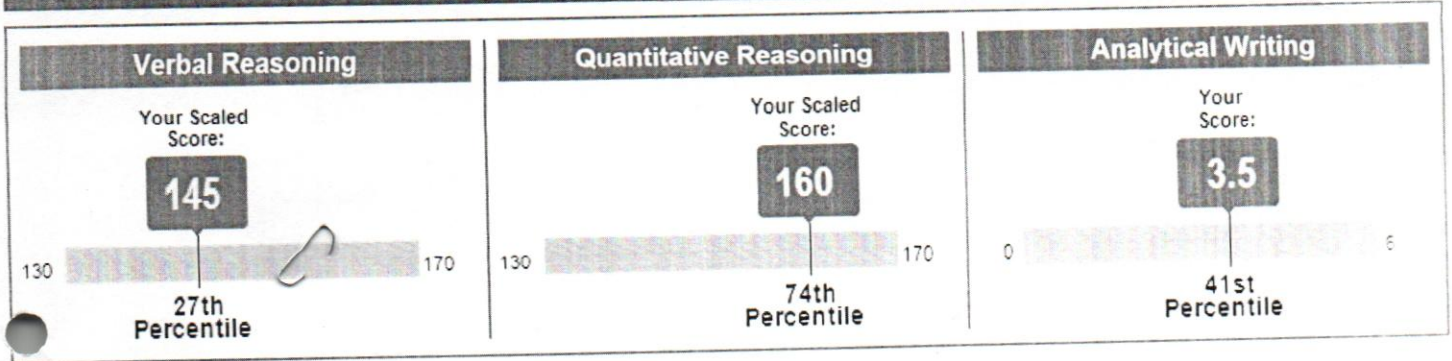 Verbal Reasoning
Your Scaled
Score:
145
130
170
27th
Percentile
Quantitative Reasoning
Your Scaled
Score:
160
130
170
74th
Percentile
Analytical Writing
Your
Score:
3.5
0
6
41st
Percentile